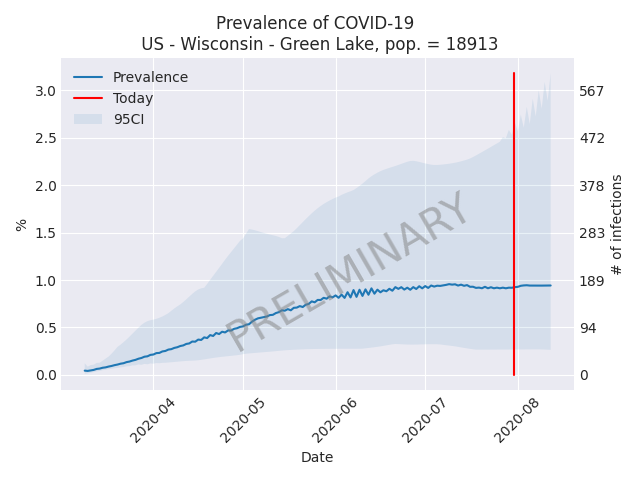 Prevalence of COVID-19
US - Wisconsin - Green Lake, pop. = 18913
Prevalence
Today
95CI
PRELIMINARY
%
3.0
2.5
2.0
1.5
1.0
0.5
0.0
567
472
378
283
189
94
0
# of infections
2020-04
2020-05
2020-06
2020-07
2020-08
Date